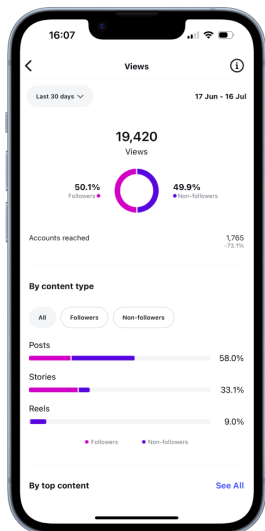 16:07
Views
Last 30 days
17 Jun - 16 Jul
19,420
Views
50.1%
Followers
49.9%
Non-followers
Accounts reached
1,765
-73.1%
By content type
All
Followers
Non-followers
Posts
58.0%
Stories
33.1%
Reels
9.0%
Followers
Non-followers
By top content
See All